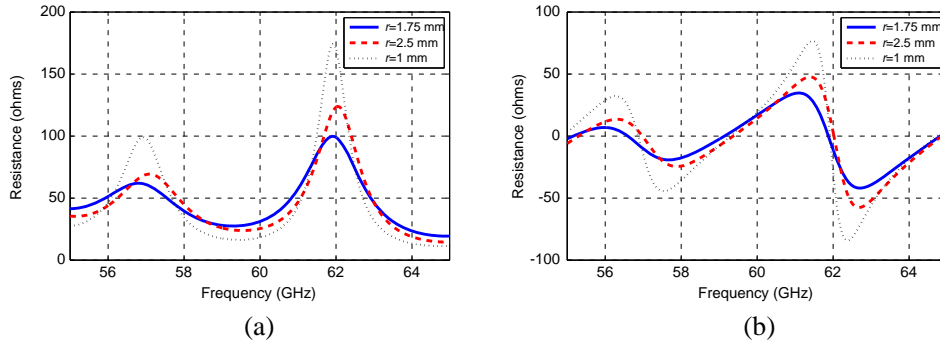 200
150
100
50
0
Resistance (ohms)
56 58 60 62 64
Frequency (GHz)
r=1.75 mm
r=2.5 mm
r=1 mm
(a)
100
50
0
-50
-100
Resistance (ohms)
56 58 60 62 64
Frequency (GHz)
r=1.75 mm
r=2.5 mm
r=1 mm
(b)